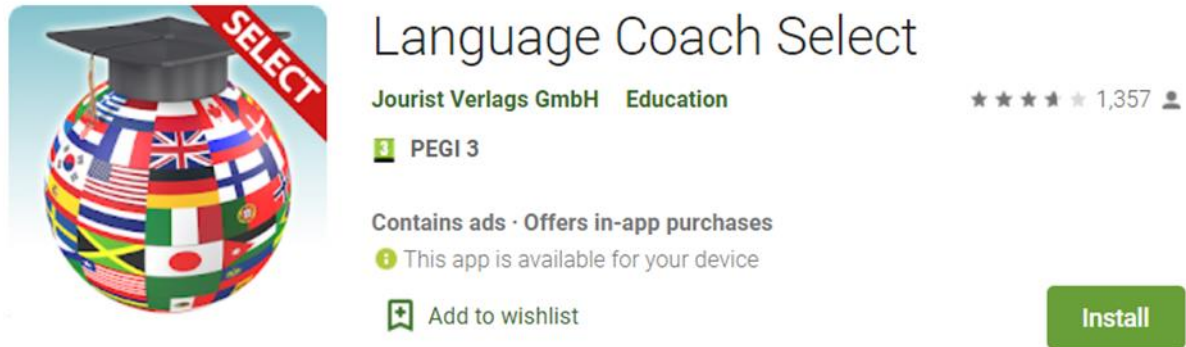 SELECT
Language Coach Select
Jourist Verlags GmbH Education
1,357
3 PEGI 3
Contains ads · Offers in-app purchases
This app is available for your device
Add to wishlist
Install